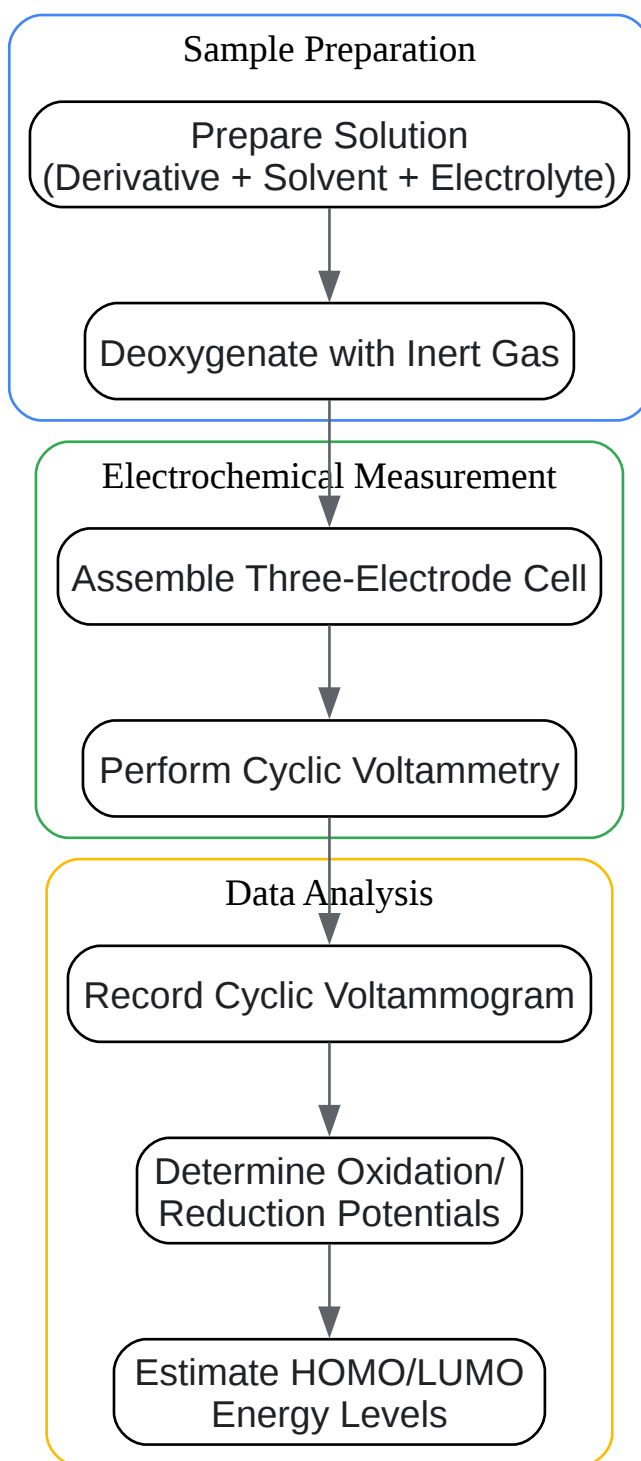 Sample Preparation
Prepare Solution
(Derivative + Solvent + Electrolyte)
Deoxygenate with Inert Gas
Electrochemical Measurement
Assemble Three-Electrode Cell
Perform Cyclic Voltammetry
Data Analysis
Record Cyclic Voltammogram
Determine Oxidation/
Reduction Potentials
Estimate HOMO/LUMO
Energy Levels